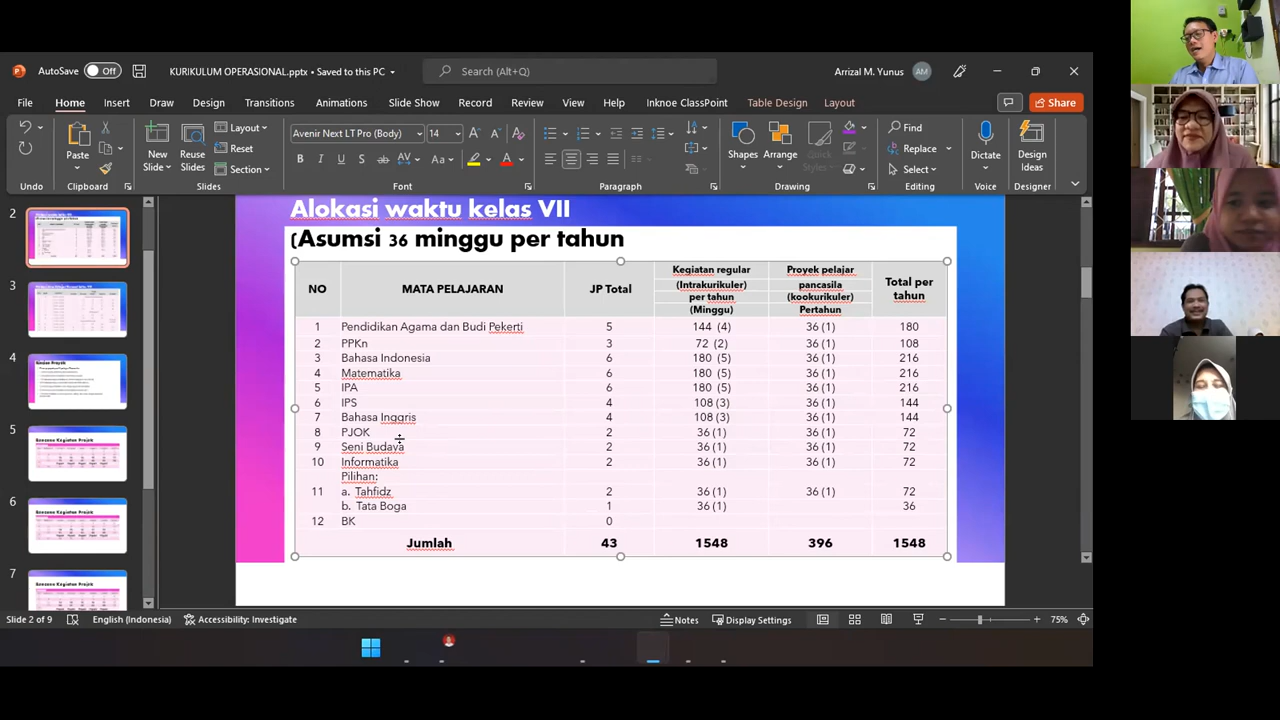 AutoSave Off KURIKULUM OPERASIONAL.pptx • Saved to this PC Search (Alt+Q) Arrizal M. Yunus AM
File Home Insert Draw Design Transitions Animations Slide Show Record Review View Help Inknoe ClassPoint Table Design Layout Share
Paste New Slides Reuse Slides Layout Reset Section
Avenir Next LT Pro (Body) 14
Shapes Arrange Quick Styles Find Replace Select Dictate Design Ideas
Undo Clipboard Slides Font Paragraph Drawing Editing Voice Designer
2
3
4
5
6
7
Alokasi waktu kelas VII
(Asumsi 36 minggu per tahun
NO MATA PELAJARAN JP Total Kegiatan regular (Intrakurikuler) per tahun (Minggu) Proyek pelajar pancasila (kookurikuler) Pertahun Total per tahun
1 Pendidikan Agama dan Budi Pekerti 5 144 (4) 36 (1) 180
2 PPKn 3 72 (2) 36 (1) 108
3 Bahasa Indonesia 6 180 (5) 36 (1) 216
4 Matematika 6 180 (5) 36 (1) 216
5 IPA 6 180 (5) 36 (1) 216
6 IPS 4 108 (3) 36 (1) 144
7 Bahasa Inggris 4 108 (3) 36 (1) 144
8 PJOK 2 36 (1) 36 (1) 72
9 Seni Budaya 2 36 (1) 36 (1) 72
10 Informatika 2 36 (1) 36 (1) 72
Pilihan:
11 a. Tahfidz 2 36 (1) 36 (1) 72
b. Tata Boga 1 36 (1) 36
12 BK 0
Jumlah 43 1548 396 1548
Slide 2 of 9 English (Indonesia) Accessibility: Investigate Notes Display Settings 75%